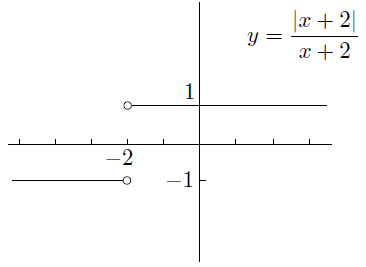 y = |x + 2| / x + 2
1
−2
−1